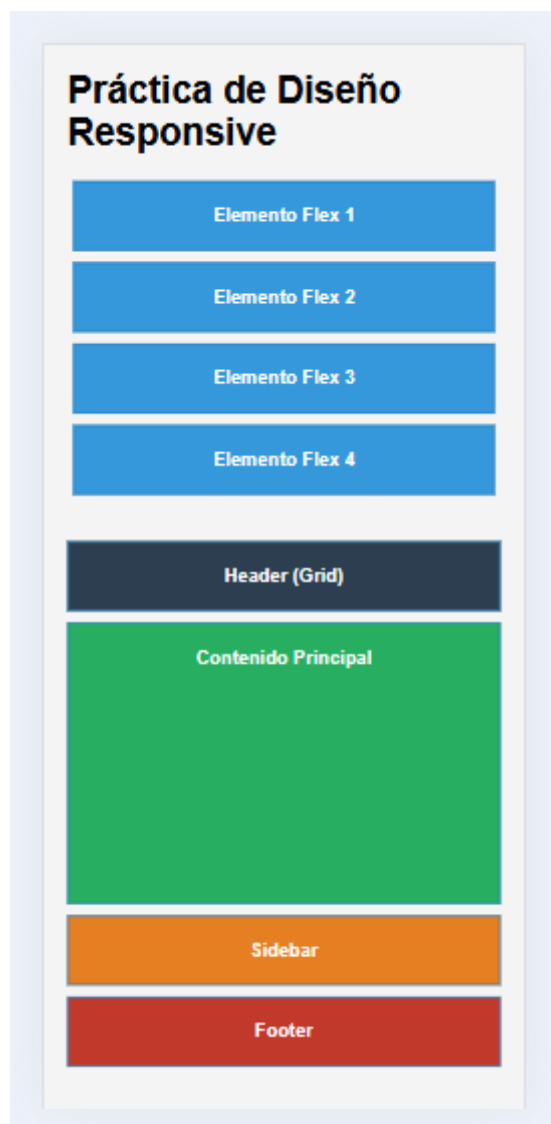 Práctica de Diseño
Responsive
Elemento Flex 1
Elemento Flex 2
Elemento Flex 3
Elemento Flex 4
Header (Grid)
Contenido Principal
Sidebar
Footer